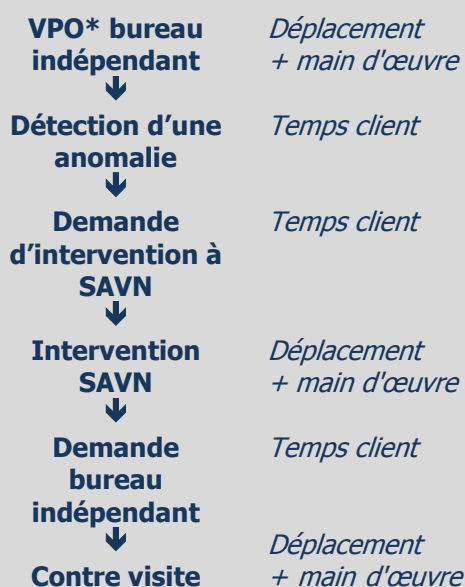 VPO* bureau
indépendant
Déplacement
+ main d'œuvre
Détection d’une
anomalie
Temps client
Demande
d’intervention à
SAVN
Temps client
Intervention
SAVN
Déplacement
+ main d'œuvre
Demande
bureau
indépendant
Temps client
Contre visite
Déplacement
+ main d'œuvre